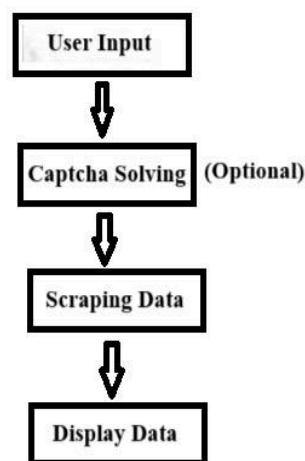 User Input
Captcha Solving (Optional)
Scraping Data
Display Data